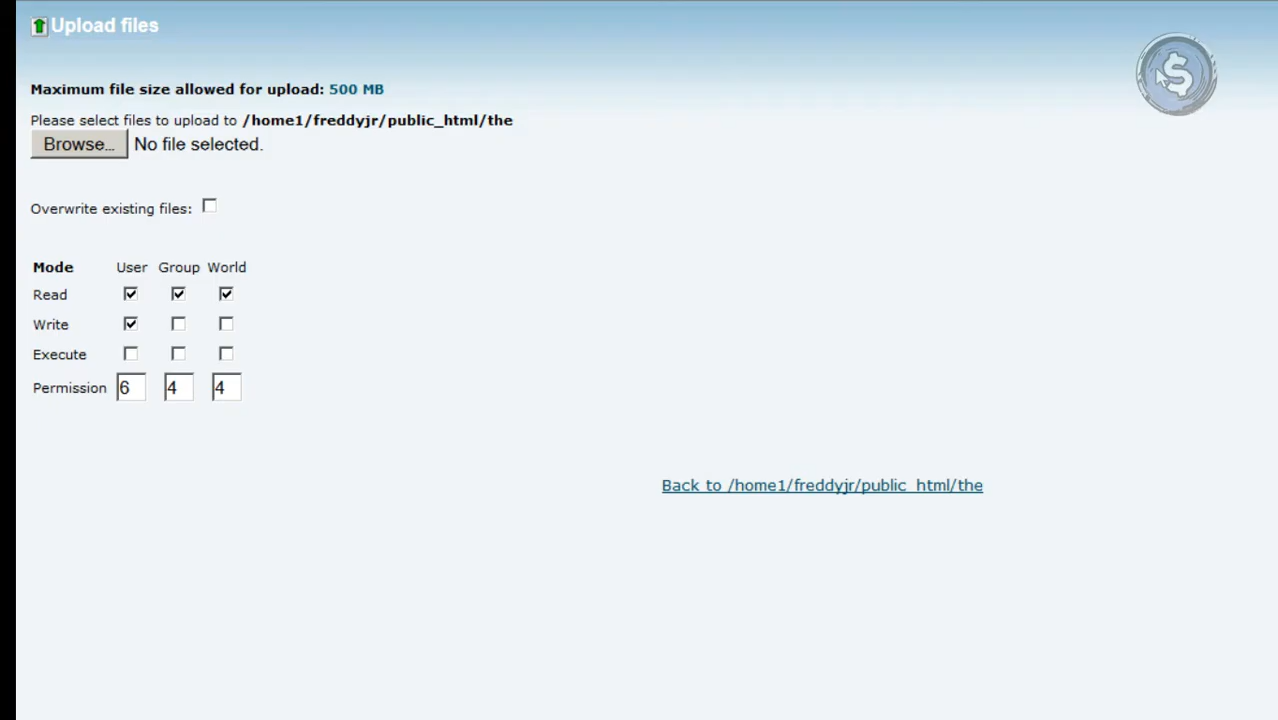 Upload files
Maximum file size allowed for upload: 500 MB
Please select files to upload to /home1/freddyjr/public_html/the
Browse... No file selected.
Overwrite existing files:
Mode User Group World
Read
Write
Execute
Permission 6 4 4
Back to /home1/freddyjr/public_html/the
$